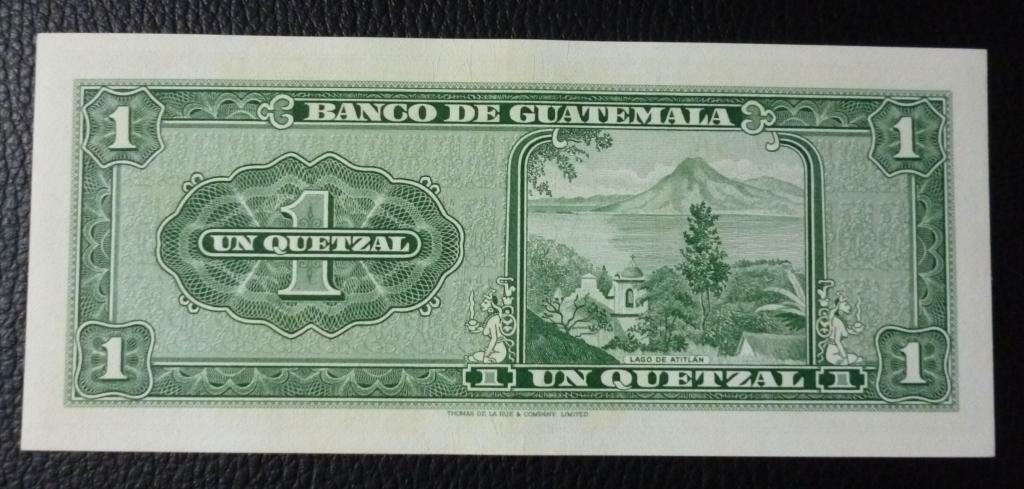 1
BANCO DE GUATEMALA
1
1
UN QUETZAL
LAGO DE ATITLÁN
1
1 UN QUETZAL 1
1
THOMAS DE LA RUE & COMPANY, LIMITED.